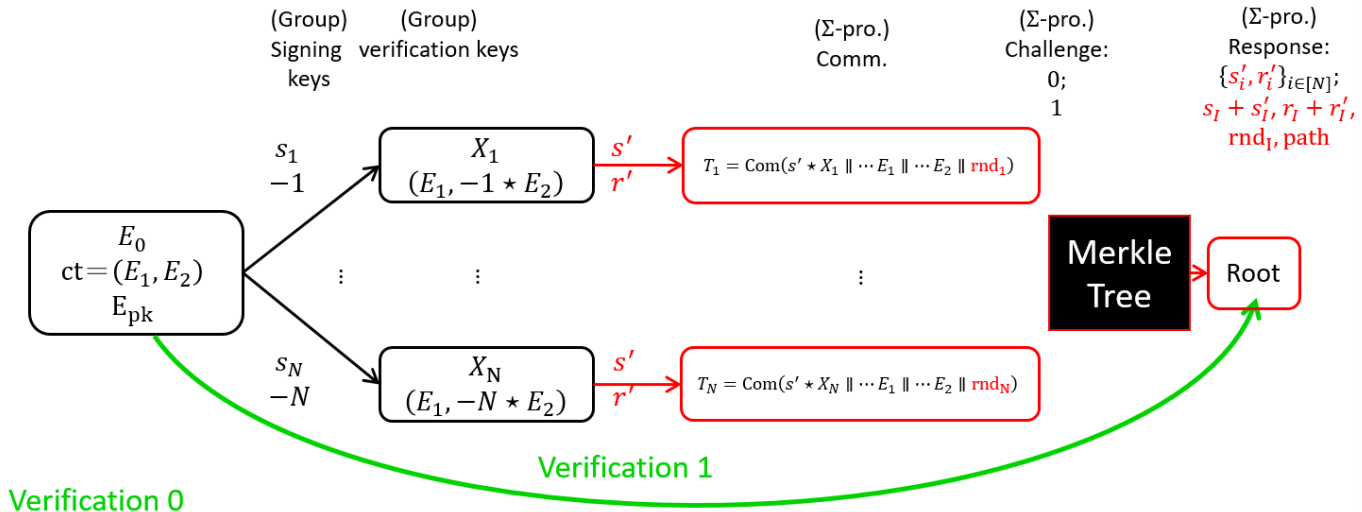 (Group)
Signing
keys
(Group)
verification keys
(Σ-pro.)
Comm.
(Σ-pro.)
Challenge:
0;
1
(Σ-pro.)
Response:
{s′ᵢ, r′ᵢ}ᵢ∈[N];
s_I + s′_I, r_I + r′_I,
rnd_I, path
s₁
−1
X₁
(E₁, −1 ⋆ E₂)
s′
r′
T₁ = Com(s′ ⋆ X₁ ∥ ⋯ E₁ ∥ ⋯ E₂ ∥ rnd₁)
E₀
ct=(E₁, E₂)
E_pk
⋮
⋮
⋮
Merkle
Tree
Root
s_N
−N
X_N
(E₁, −N ⋆ E₂)
s′
r′
T_N = Com(s′ ⋆ X_N ∥ ⋯ E₁ ∥ ⋯ E₂ ∥ rnd_N)
Verification 1
Verification 0